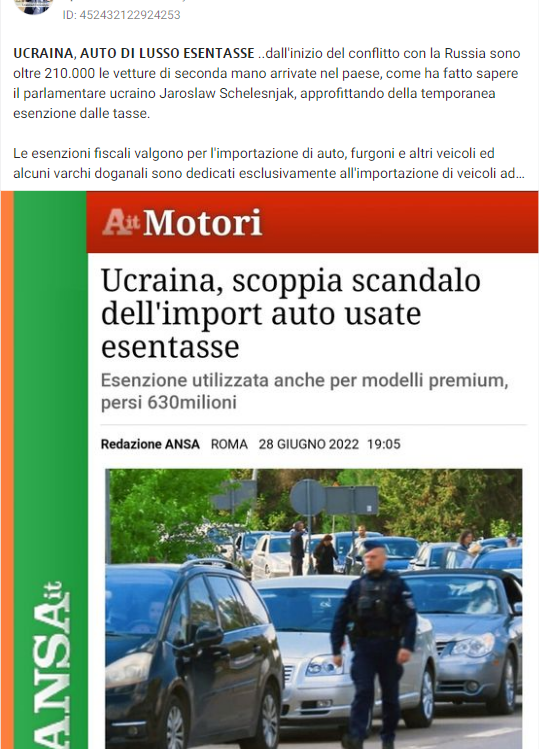 ID: 452432122924253
UCRAINA, AUTO DI LUSSO ESENTASSE ..dall'inizio del conflitto con la Russia sono
oltre 210.000 le vetture di seconda mano arrivate nel paese, come ha fatto sapere
il parlamentare ucraino Jaroslaw Schelesnjak, approfittando della temporanea
esenzione dalle tasse.
Le esenzioni fiscali valgono per l'importazione di auto, furgoni e altri veicoli ed
alcuni varchi doganali sono dedicati esclusivamente all'importazione di veicoli ad...
Ait Motori
Ucraina, scoppia scandalo
dell'import auto usate
esentasse
Esenzione utilizzata anche per modelli premium,
persi 630milioni
Redazione ANSA ROMA 28 GIUGNO 2022 19:05
ANSAit